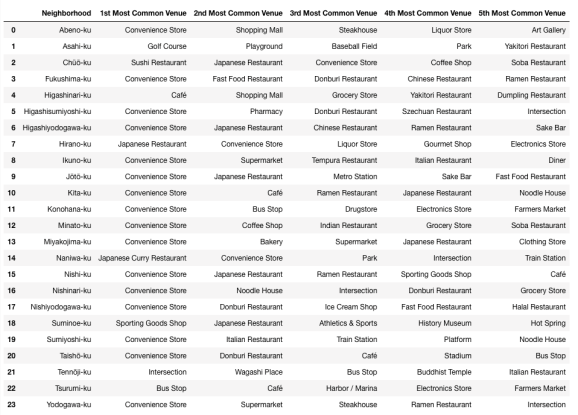 Neighborhood 1st Most Common Venue 2nd Most Common Venue 3rd Most Common Venue 4th Most Common Venue 5th Most Common Venue
0 Abeno-ku Convenience Store Shopping Mall Steakhouse Liquor Store Art Gallery
1 Asahi-ku Golf Course Playground Baseball Field Park Yakitori Restaurant
2 Chūō-ku Sushi Restaurant Japanese Restaurant Convenience Store Coffee Shop Soba Restaurant
3 Fukushima-ku Convenience Store Fast Food Restaurant Donburi Restaurant Chinese Restaurant Ramen Restaurant
4 Higashinari-ku Café Shopping Mall Grocery Store Yakitori Restaurant Dumpling Restaurant
5 Higashisumiyoshi-ku Convenience Store Pharmacy Donburi Restaurant Szechuan Restaurant Intersection
6 Higashiyodogawa-ku Convenience Store Japanese Restaurant Chinese Restaurant Ramen Restaurant Sake Bar
7 Hirano-ku Japanese Restaurant Convenience Store Liquor Store Gourmet Shop Electronics Store
8 Ikuno-ku Convenience Store Supermarket Tempura Restaurant Italian Restaurant Diner
9 Jōtō-ku Convenience Store Japanese Restaurant Metro Station Sake Bar Fast Food Restaurant
10 Kita-ku Convenience Store Café Ramen Restaurant Japanese Restaurant Noodle House
11 Konohana-ku Convenience Store Bus Stop Drugstore Electronics Store Farmers Market
12 Minato-ku Convenience Store Coffee Shop Indian Restaurant Grocery Store Soba Restaurant
13 Miyakojima-ku Convenience Store Bakery Supermarket Japanese Restaurant Clothing Store
14 Naniwa-ku Japanese Curry Restaurant Convenience Store Park Intersection Train Station
15 Nishi-ku Convenience Store Japanese Restaurant Ramen Restaurant Sporting Goods Shop Café
16 Nishinari-ku Convenience Store Noodle House Intersection Donburi Restaurant Grocery Store
17 Nishiyodogawa-ku Convenience Store Donburi Restaurant Ice Cream Shop Fast Food Restaurant Halal Restaurant
18 Suminoe-ku Sporting Goods Shop Japanese Restaurant Athletics & Sports History Museum Hot Spring
19 Sumiyoshi-ku Convenience Store Italian Restaurant Train Station Platform Noodle House
20 Taishō-ku Convenience Store Donburi Restaurant Café Stadium Bus Stop
21 Tennōji-ku Intersection Wagashi Place Bus Stop Buddhist Temple Italian Restaurant
22 Tsurumi-ku Bus Stop Café Harbor / Marina Electronics Store Farmers Market
23 Yodogawa-ku Convenience Store Supermarket Steakhouse Ramen Restaurant Intersection